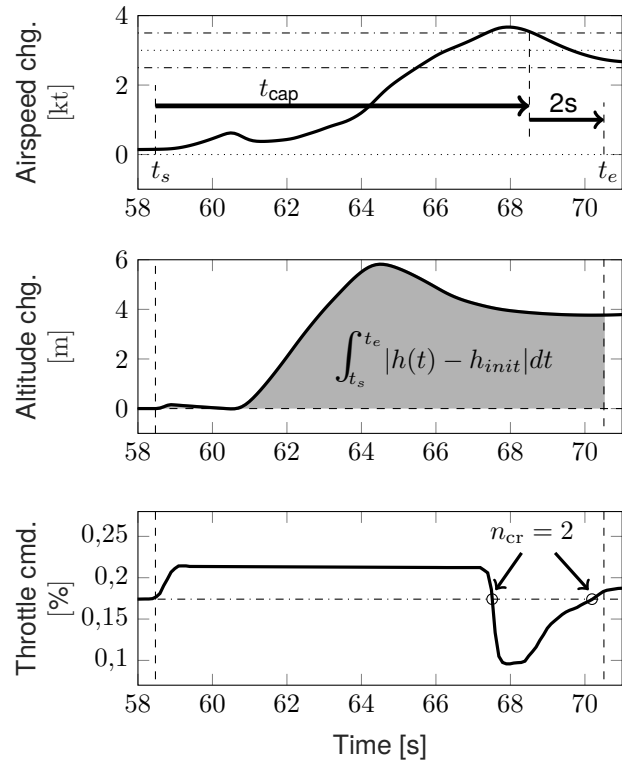 Airspeed chg.
[kt]
4
2
0
t_cap
2s
t_s
t_e
58 60 62 64 66 68 70
Altitude chg.
[m]
6
4
2
0
∫_{t_s}^{t_e} |h(t) − h_{init}|dt
58 60 62 64 66 68 70
Throttle cmd.
[%]
0,25
0,2
0,15
0,1
n_cr = 2
58 60 62 64 66 68 70
Time [s]